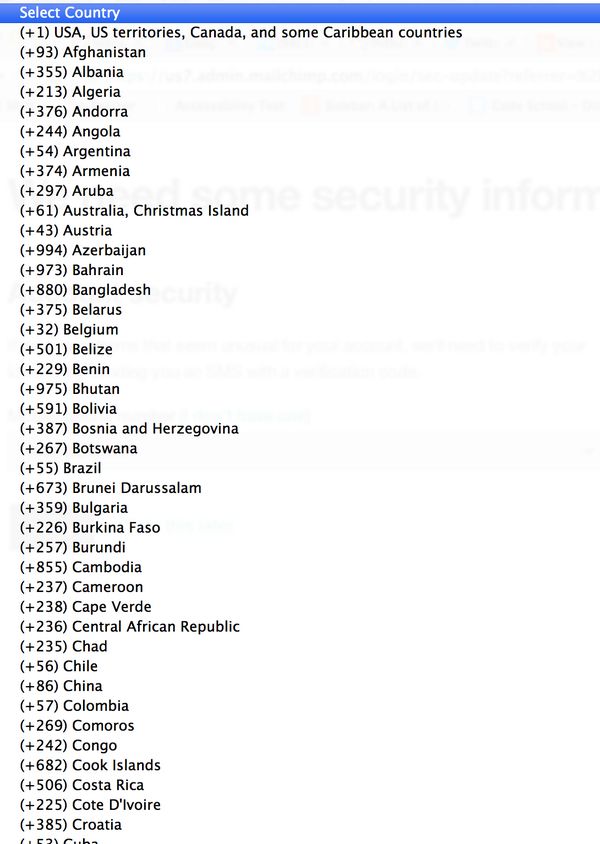 Select Country
(+1) USA, US territories, Canada, and some Caribbean countries
(+93) Afghanistan
(+355) Albania
(+213) Algeria
(+376) Andorra
(+244) Angola
(+54) Argentina
(+374) Armenia
(+297) Aruba
(+61) Australia, Christmas Island
(+43) Austria
(+994) Azerbaijan
(+973) Bahrain
(+880) Bangladesh
(+375) Belarus
(+32) Belgium
(+501) Belize
(+229) Benin
(+975) Bhutan
(+591) Bolivia
(+387) Bosnia and Herzegovina
(+267) Botswana
(+55) Brazil
(+673) Brunei Darussalam
(+359) Bulgaria
(+226) Burkina Faso
(+257) Burundi
(+855) Cambodia
(+237) Cameroon
(+238) Cape Verde
(+236) Central African Republic
(+235) Chad
(+56) Chile
(+86) China
(+57) Colombia
(+269) Comoros
(+242) Congo
(+682) Cook Islands
(+506) Costa Rica
(+225) Cote D'Ivoire
(+385) Croatia
(+53) Cuba